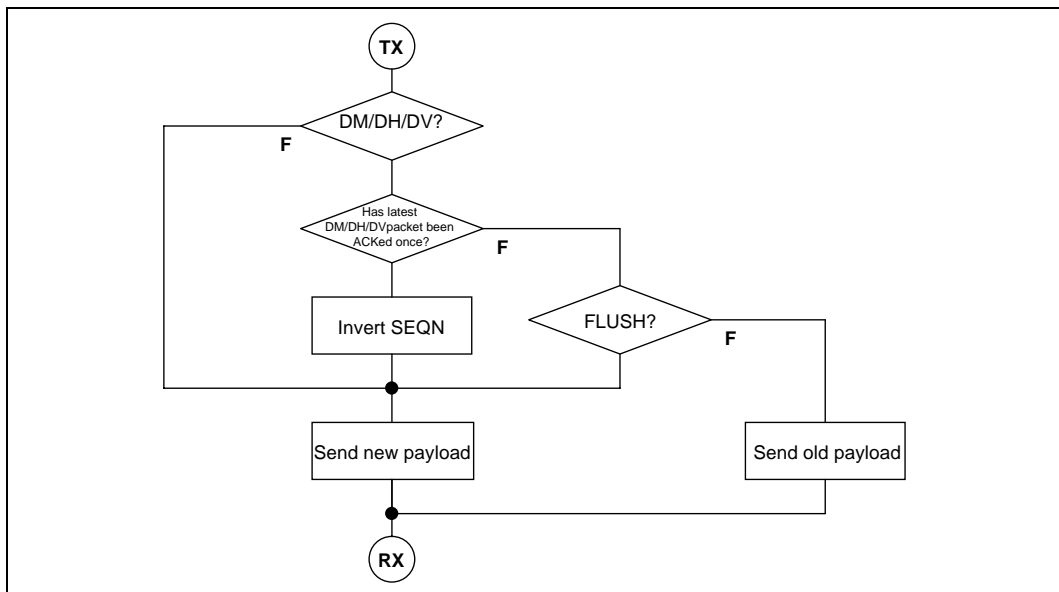 TX
DM/DH/DV?
F
Has latest
DM/DH/DVpacket been
ACKed once?
F
Invert SEQN
FLUSH?
F
Send new payload
Send old payload
RX